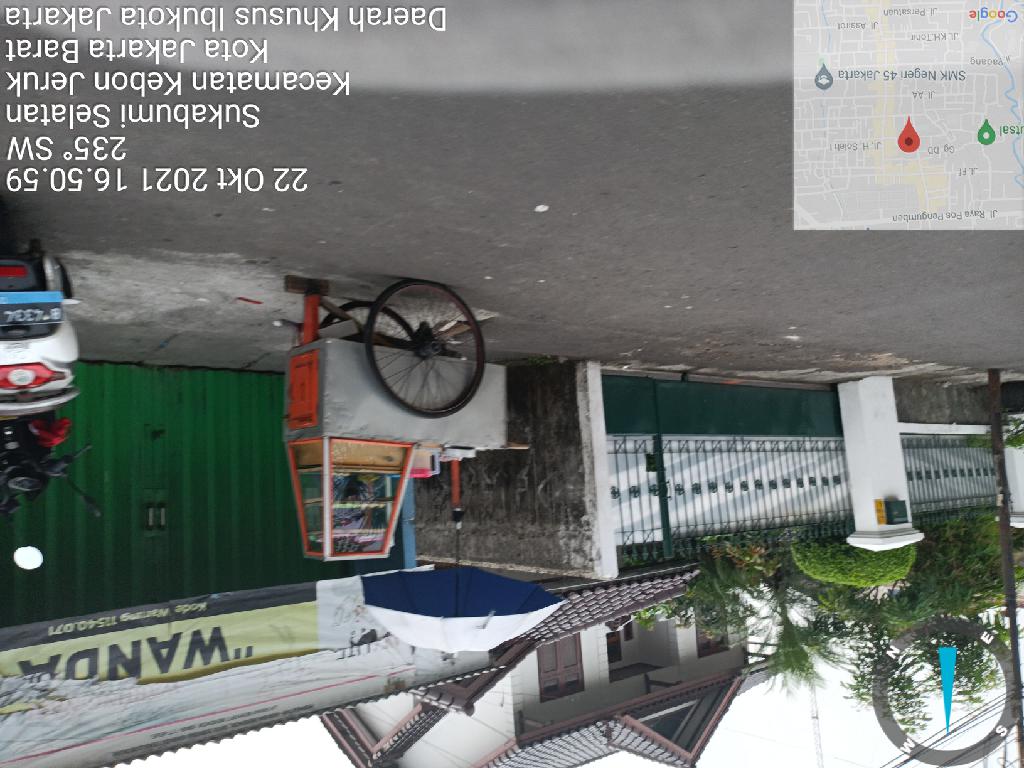 "WANDA"
Kode Warung 11540.071
B 4334
Jl. Raya Pos Pengumben
Jl. Ff
Gg. DD
Jl. H. Soleh I
utsal
Jl. AA
SMK Negeri 45 Jakarta
Jl. KH.Tohir
Jl. Assirot
Jl. Persatuan
Google
22 Okt 2021 16.50.59
235° SW
Sukabumi Selatan
Kecamatan Kebon Jeruk
Kota Jakarta Barat
Daerah Khusus Ibukota Jakarta